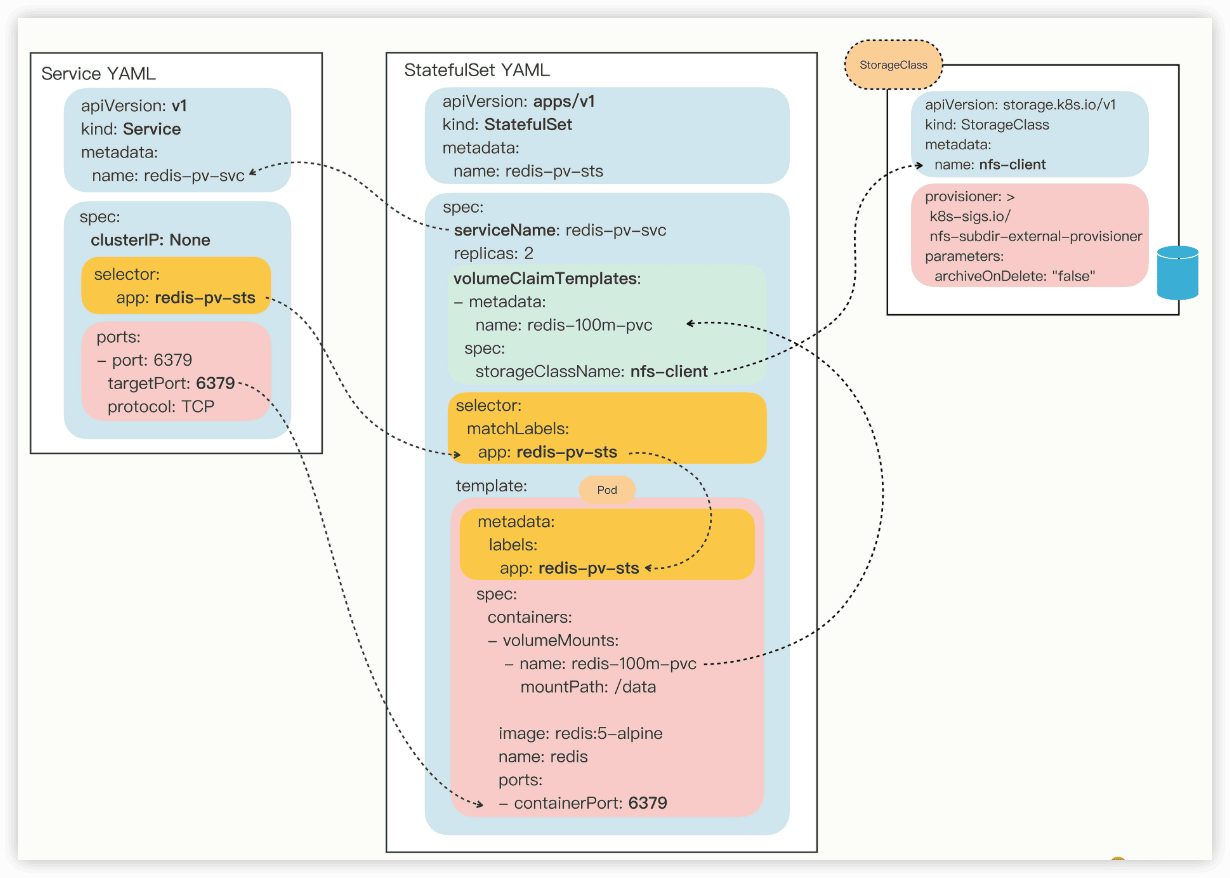 Service YAML
apiVersion: v1
kind: Service
metadata:
name: redis-pv-svc
spec:
clusterIP: None
selector:
app: redis-pv-sts
ports:
- port: 6379
targetPort: 6379
protocol: TCP
StatefulSet YAML
apiVersion: apps/v1
kind: StatefulSet
metadata:
name: redis-pv-sts
spec:
serviceName: redis-pv-svc
replicas: 2
volumeClaimTemplates:
- metadata:
name: redis-100m-pvc
spec:
storageClassName: nfs-client
selector:
matchLabels:
app: redis-pv-sts
template:
Pod
metadata:
labels:
app: redis-pv-sts
spec:
containers:
- volumeMounts:
- name: redis-100m-pvc
mountPath: /data
image: redis:5-alpine
name: redis
ports:
- containerPort: 6379
StorageClass
apiVersion: storage.k8s.io/v1
kind: StorageClass
metadata:
name: nfs-client
provisioner: >
k8s-sigs.io/
nfs-subdir-external-provisioner
parameters:
archiveOnDelete: "false"